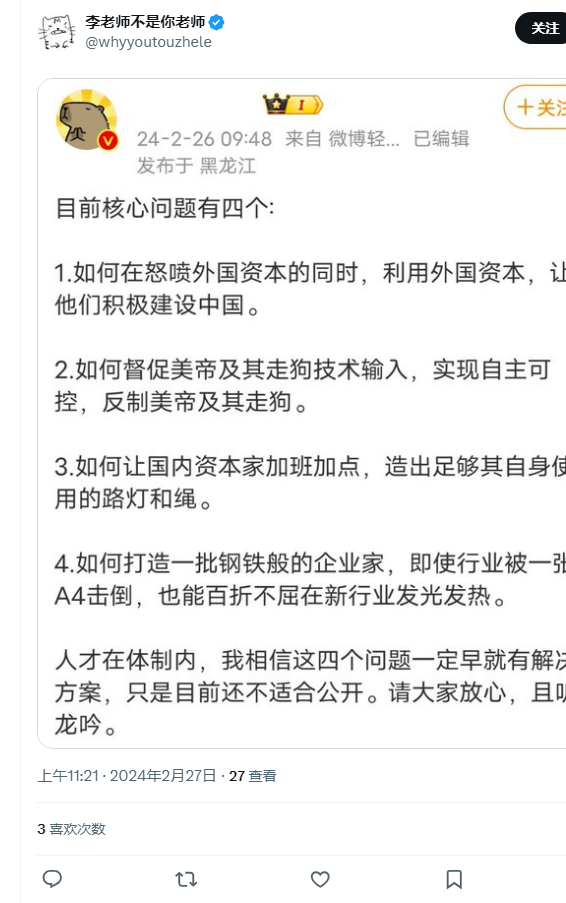 李老师不是你老师
@whyyoutouzhele
关注
I
十关注
24-2-26 09:48 来自 微博轻... 已编辑
发布于 黑龙江
目前核心问题有四个:
1.如何在怒喷外国资本的同时，利用外国资本，让
他们积极建设中国。
2.如何督促美帝及其走狗技术输入，实现自主可
控，反制美帝及其走狗。
3.如何让国内资本家加班加点，造出足够其自身使
用的路灯和绳。
4.如何打造一批钢铁般的企业家，即使行业被一张
A4击倒，也能百折不屈在新行业发光发热。
人才在体制内，我相信这四个问题一定早就有解决
方案，只是目前还不适合公开。请大家放心，且听
龙吟。
上午11:21 · 2024年2月27日 · 27 查看
3 喜欢次数